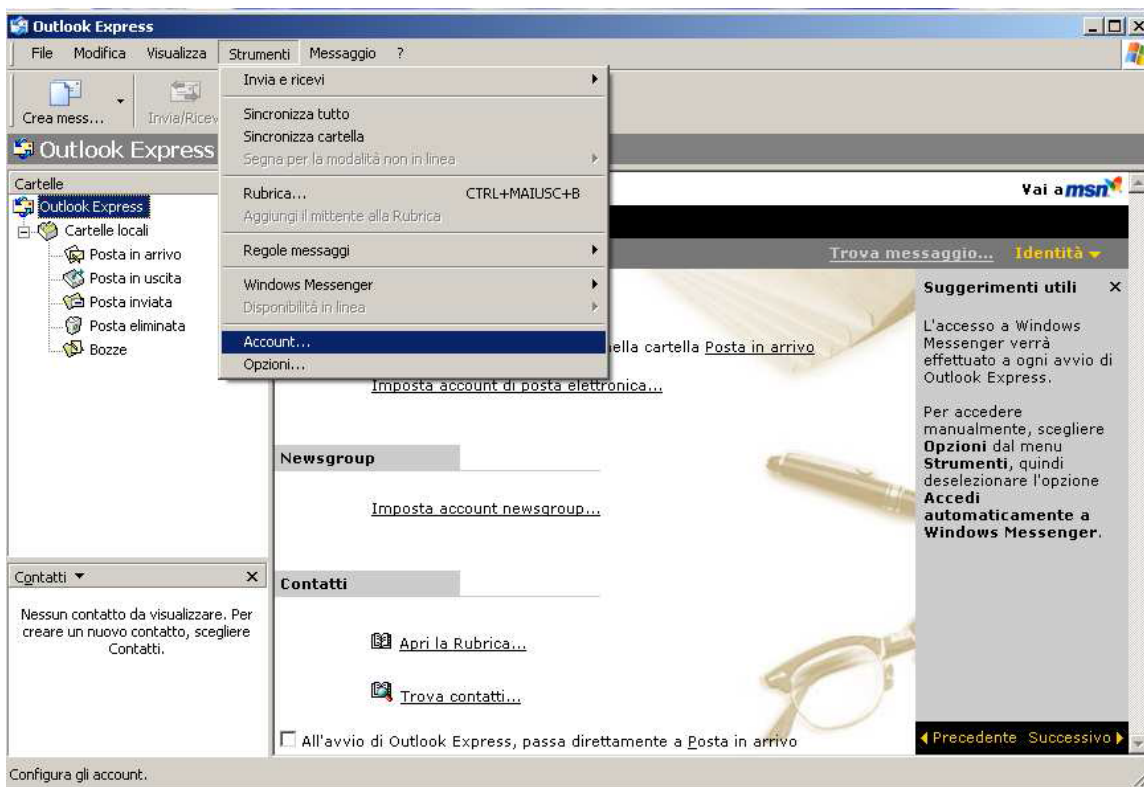 Outlook Express
File Modifica Visualizza Strumenti Messaggio ?
Crea mess...
Invia/Ricev
Outlook Express
Invia e ricevi
Sincronizza tutto
Sincronizza cartella
Segna per la modalità non in linea
Rubrica... CTRL+MAIUSC+B
Aggiungi il mittente alla Rubrica
Regole messaggi
Windows Messenger
Disponibilità in linea
Account...
Opzioni...
Cartelle
Outlook Express
Cartelle locali
Posta in arrivo
Posta in uscita
Posta inviata
Posta eliminata
Bozze
Contatti
Nessun contatto da visualizzare. Per
creare un nuovo contatto, scegliere
Contatti.
Vai a msn
Trova messaggio... Identità
ella cartella Posta in arrivo
Imposta account di posta elettronica...
Newsgroup
Imposta account newsgroup...
Contatti
Apri la Rubrica...
Trova contatti...
All'avvio di Outlook Express, passa direttamente a Posta in arrivo
Suggerimenti utili
L'accesso a Windows
Messenger verrà
effettuato a ogni avvio di
Outlook Express.
Per accedere
manualmente, scegliere
Opzioni dal menu
Strumenti, quindi
deselezionare l'opzione
Accedi
automaticamente a
Windows Messenger.
Precedente Successivo
Configura gli account.